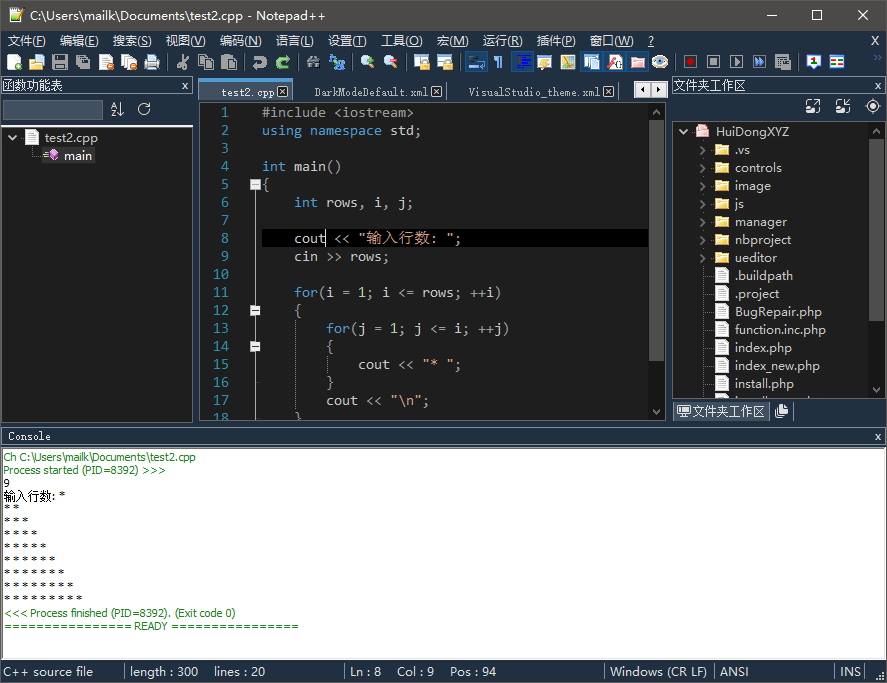 C:\Users\mailk\Documents\test2.cpp - Notepad++
文件(F) 编辑(E) 搜索(S) 视图(V) 编码(N) 语言(L) 设置(T) 工具(O) 宏(M) 运行(R) 插件(P) 窗口(W) ? X
函数功能表 x
test2.cpp
main
test2.cpp DarkModeDefault.xml VisualStudio_theme.xml
1 #include <iostream>
2 using namespace std;
3
4 int main()
5 {
6 int rows, i, j;
7
8 cout << "输入行数: ";
9 cin >> rows;
10
11 for(i = 1; i <= rows; ++i)
12 {
13 for(j = 1; j <= i; ++j)
14 {
15 cout << "* ";
16 }
17 cout << "\n";
18 }
文件夹工作区 x
HuiDongXYZ
.vs
controls
image
js
manager
nbproject
ueditor
.buildpath
.project
BugRepair.php
function.inc.php
index.php
index_new.php
install.php
文件夹工作区
Console x
Ch C:\Users\mailk\Documents\test2.cpp
Process started (PID=8392) >>>
9
输入行数: *
* *
* * *
* * * *
* * * * *
* * * * * *
* * * * * * *
* * * * * * * *
* * * * * * * * *
<<< Process finished (PID=8392). (Exit code 0)
================ READY ================
C++ source file length : 300 lines : 20 Ln : 8 Col : 9 Pos : 94 Windows (CR LF) ANSI INS